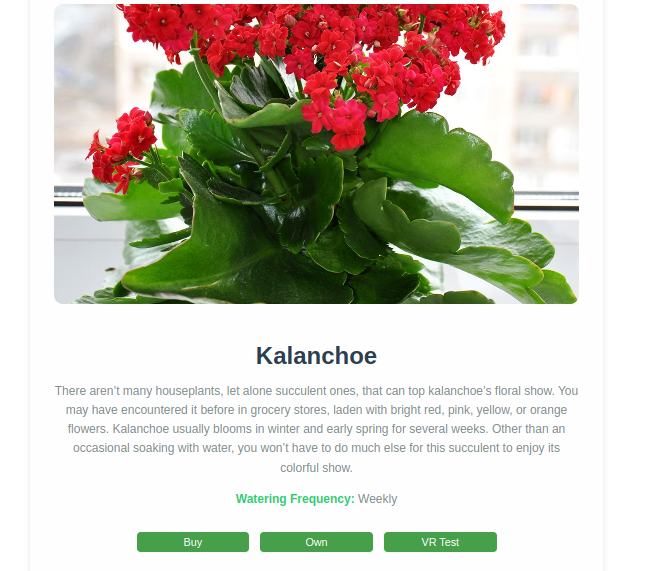 Kalanchoe
There aren’t many houseplants, let alone succulent ones, that can top kalanchoe’s floral show. You
may have encountered it before in grocery stores, laden with bright red, pink, yellow, or orange
flowers. Kalanchoe usually blooms in winter and early spring for several weeks. Other than an
occasional soaking with water, you won’t have to do much else for this succulent to enjoy its
colorful show.
Watering Frequency: Weekly
Buy Own VR Test